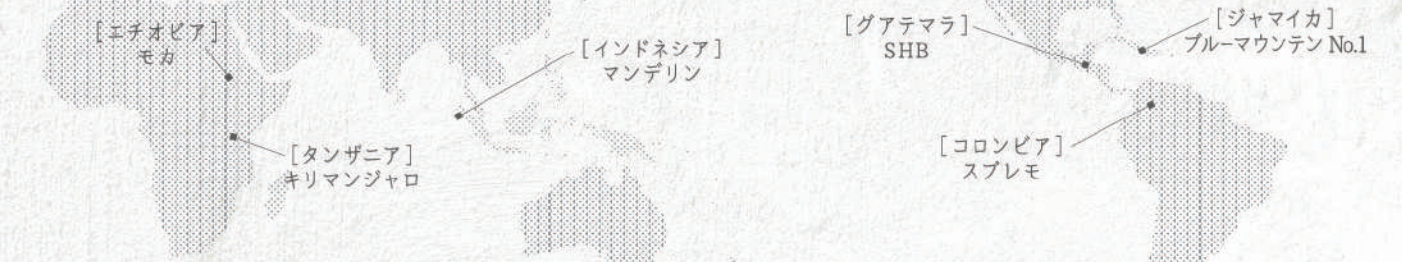 [エチオピア]
モカ
[タンザニア]
キリマンジャロ
[インドネシア]
マンデリン
[グアテマラ]
SHB
[ジャマイカ]
ブルーマウンテン No.1
[コロンビア]
スプレモ